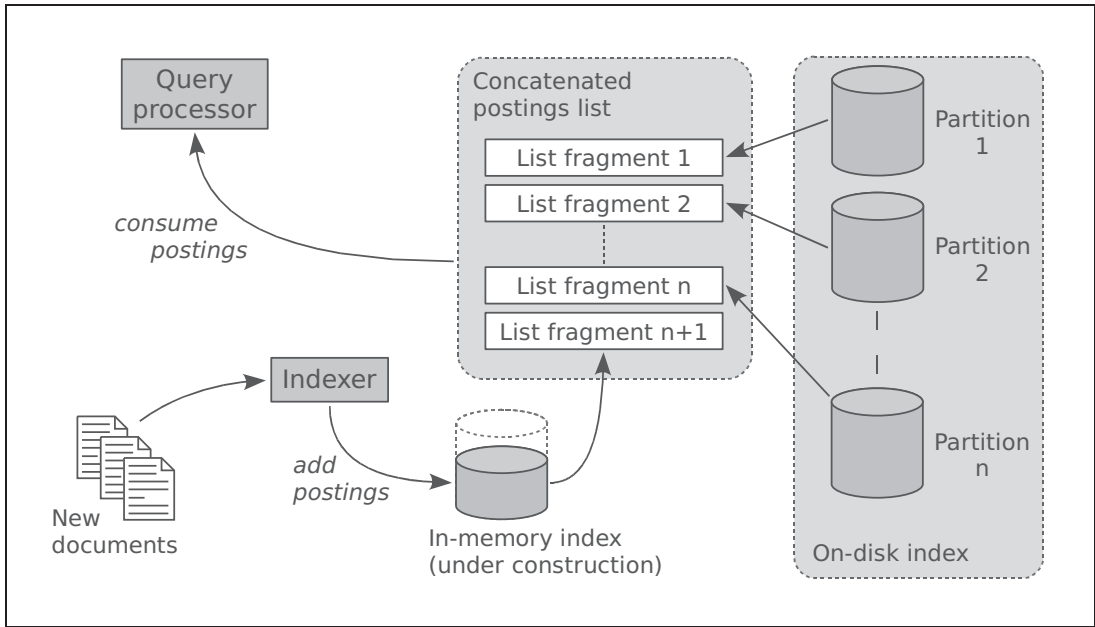 Query
processor
consume
postings
Concatenated
postings list
List fragment 1
List fragment 2
List fragment n
List fragment n+1
Partition
1
Partition
2
Partition
n
On-disk index
Indexer
add
postings
New
documents
In-memory index
(under construction)